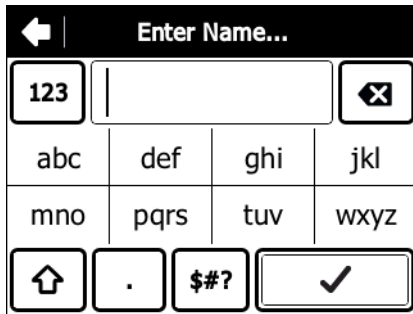 Enter Name...
123
abc def ghi jkl
mno pqrs tuv wxyz
. $#?